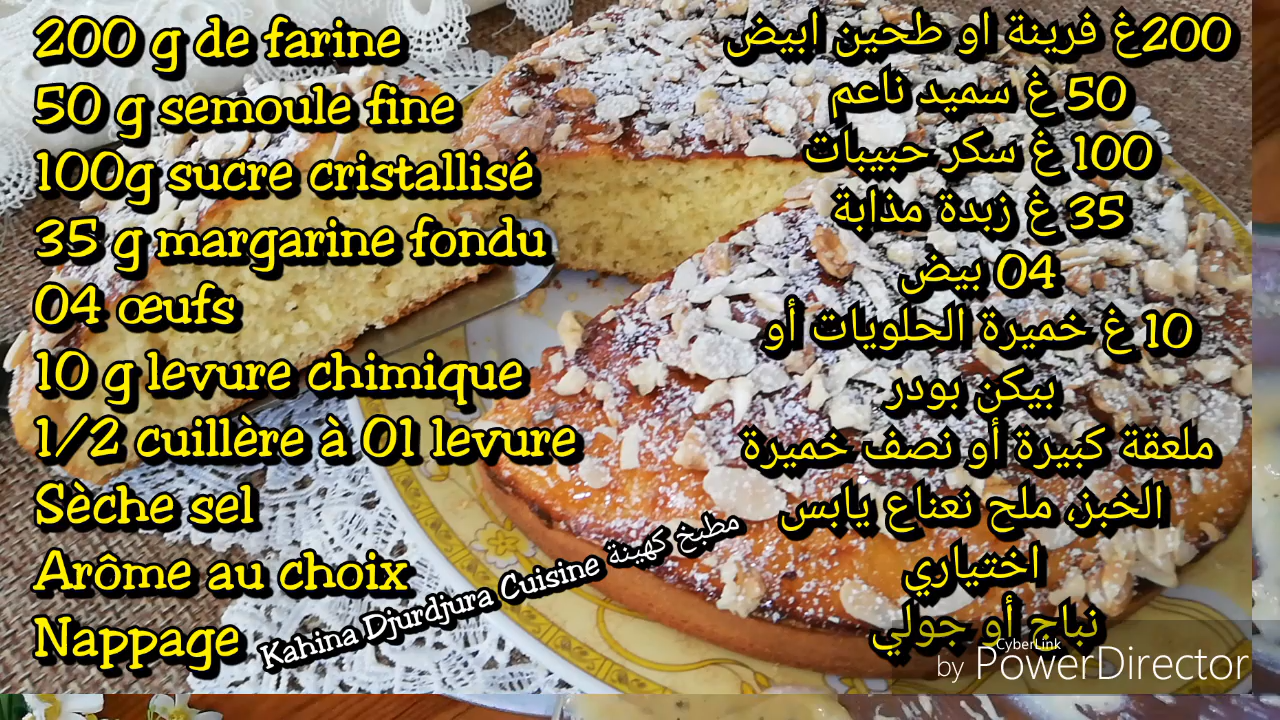 200 g de farine
50 g semoule fine
100g sucre cristallisé
35 g margarine fondu
04 œufs
10 g levure chimique
1/2 cuillère à 01 levure
Sèche sel
Arôme au choix
Nappage
200غ فرينة او طحين ابيض
50 غ سميد ناعم
100 غ سكر حبيبات
35 غ زبدة مذابة
04 بيض
10 غ خميرة الحلويات أو
بيكن بودر
ملعقة كبيرة أو نصف خميرة
الخبز، ملح نعناع يابس
اختياري
نباج أو جولي
Kahina Djurdjura Cuisine مطبخ كهينة
CyberLink
by PowerDirector